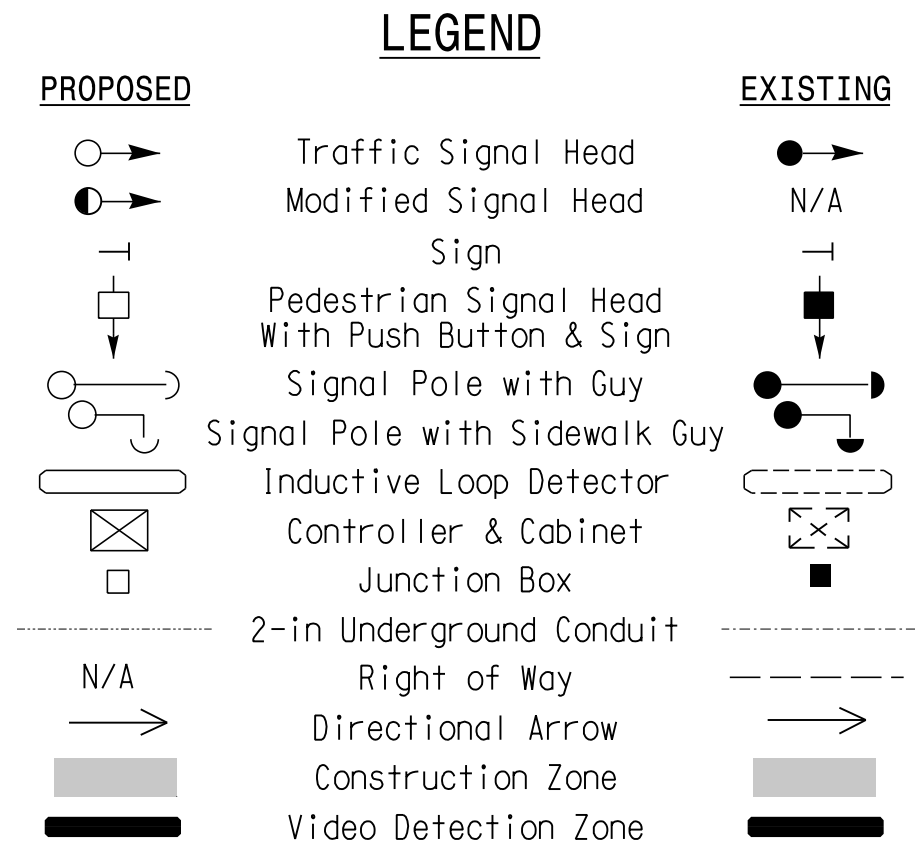 LEGEND
PROPOSED EXISTING
Traffic Signal Head
Modified Signal Head N/A
Sign
Pedestrian Signal Head
With Push Button & Sign
Signal Pole with Guy
Signal Pole with Sidewalk Guy
Inductive Loop Detector
Controller & Cabinet
Junction Box
2-in Underground Conduit
N/A Right of Way
Directional Arrow
Construction Zone
Video Detection Zone